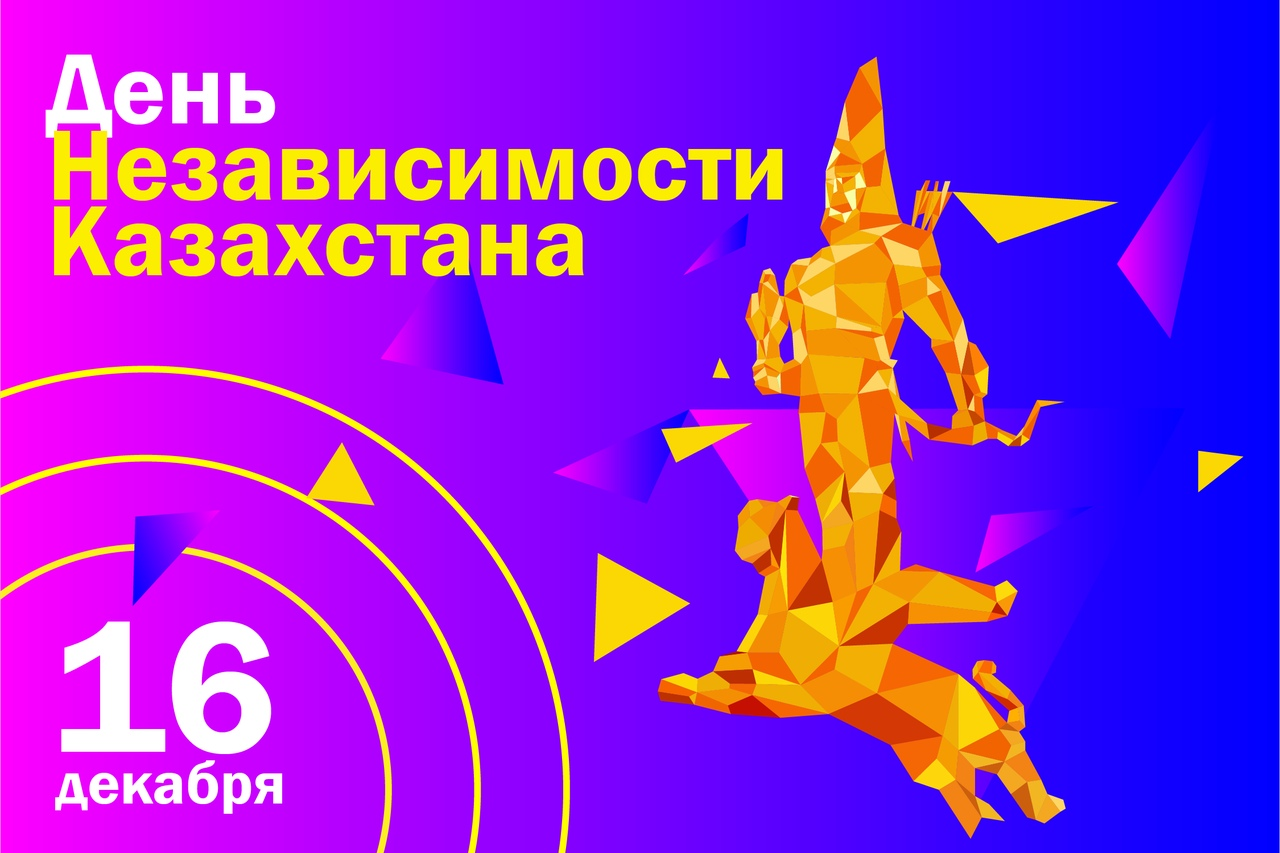 День
Независимости
Казахстана
16
декабря